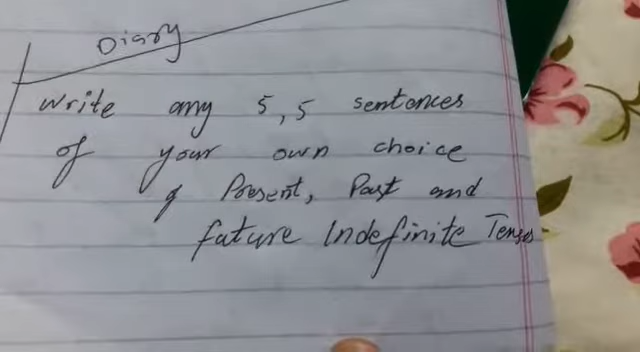 Diary
Write any 5,5 sentences
of your own choice
of Present, Past and
future Indefinite Tenses